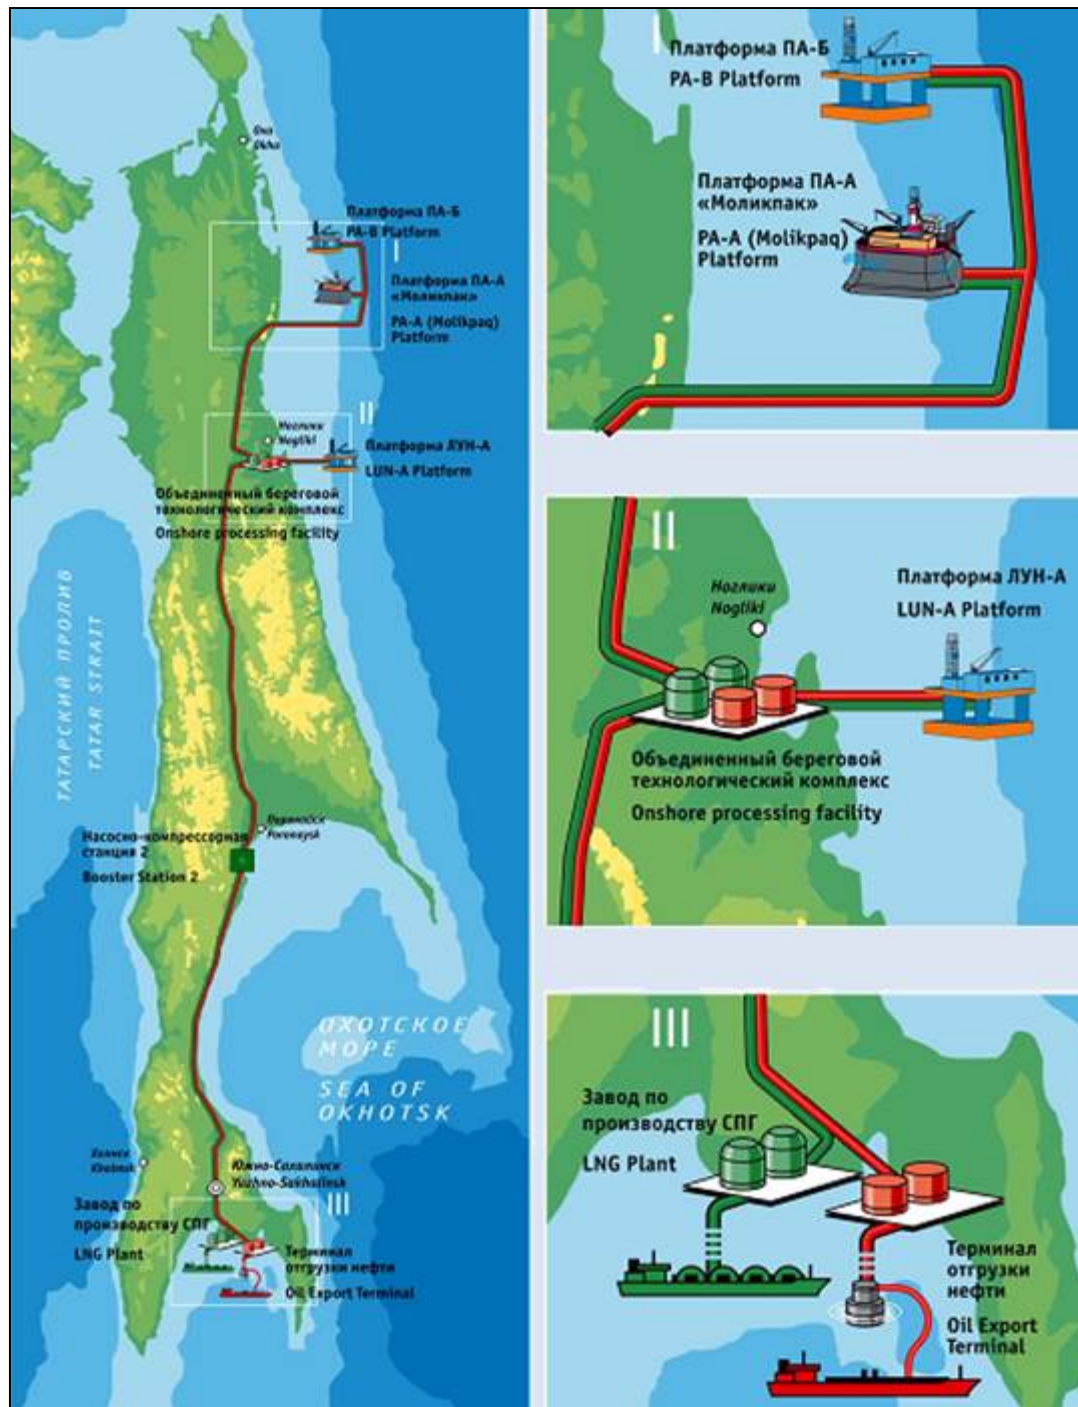 Оха
Okha
Платформа ПА-Б
PA-B Platform
I
Платформа ПА-А
«Моликпак»
PA-A (Molikpaq)
Platform
II
Ноглики
Nogliki
Платформа ЛУН-А
LUN-A Platform
Объединенный береговой
технологический комплекс
Onshore processing facility
ТАТАРСКИЙ ПРОЛИВ
TATAR STRAIT
Поронайск
Poronaysk
Насосно-компрессорная
станция 2
Booster Station 2
ОХОТСКОЕ
МОРЕ
SEA OF
OKHOTSK
Холмск
Kholmsk
Южно-Сахалинск
Yuzhno-Sakhalinsk
III
Завод по
производству СПГ
LNG Plant
Терминал
отгрузки нефти
Oil Export Terminal
I
Платформа ПА-Б
PA-B Platform
Платформа ПА-А
«Моликпак»
PA-A (Molikpaq)
Platform
II
Ноглики
Nogliki
Платформа ЛУН-А
LUN-A Platform
Объединенный береговой
технологический комплекс
Onshore processing facility
III
Завод по
производству СПГ
LNG Plant
Терминал
отгрузки
нефти
Oil Export
Terminal